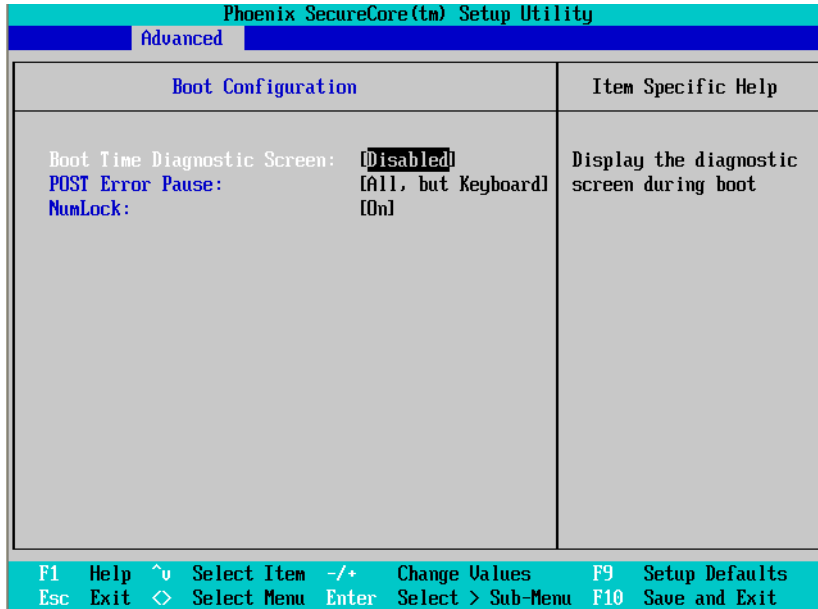 Phoenix SecureCore(tm) Setup Utility
Advanced
Boot Configuration
Item Specific Help
Boot Time Diagnostic Screen: [Disabled]
POST Error Pause: [All, but Keyboard]
NumLock: [On]
Display the diagnostic
screen during boot
F1 Help ^v Select Item -/+ Change Values F9 Setup Defaults
Esc Exit <> Select Menu Enter Select > Sub-Menu F10 Save and Exit